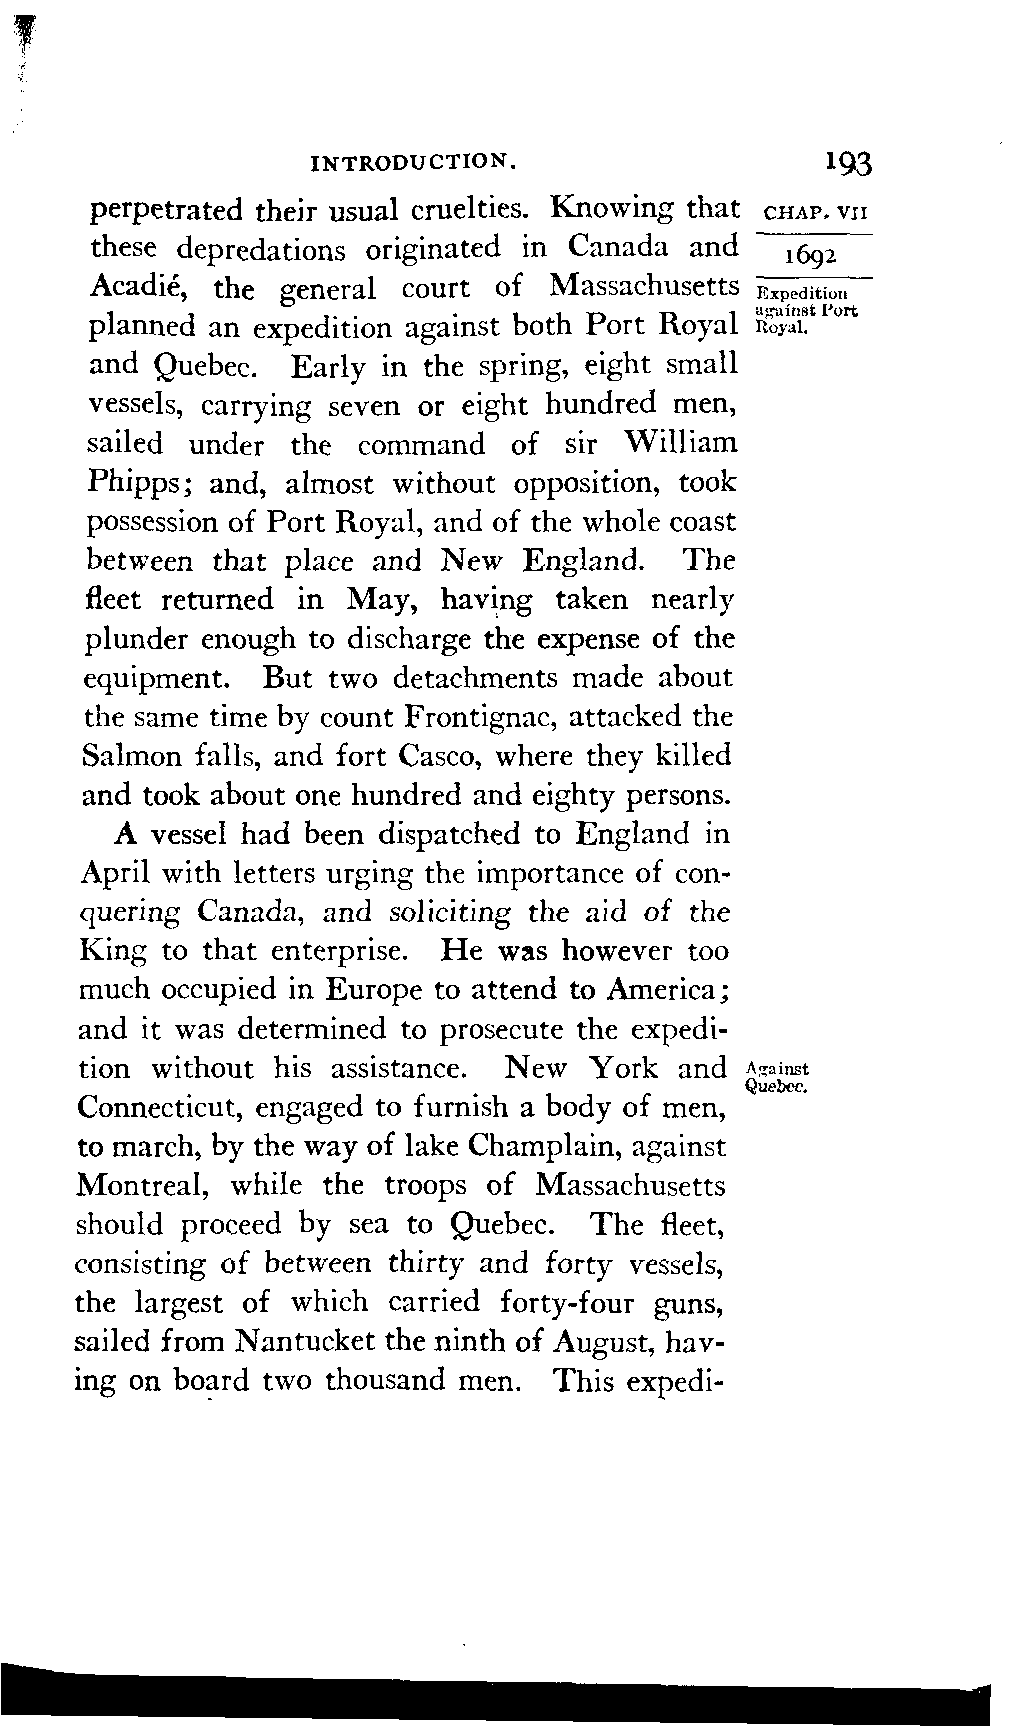 INTRODUCTION. 193
perpetrated their usual cruelties. Knowing that
these depredations originated in Canada and
Acadié, the general court of Massachusetts
planned an expedition against both Port Royal
and Quebec. Early in the spring, eight small
vessels, carrying seven or eight hundred men,
sailed under the command of sir William
Phipps; and, almost without opposition, took
possession of Port Royal, and of the whole coast
between that place and New England. The
fleet returned in May, having taken nearly
plunder enough to discharge the expense of the
equipment. But two detachments made about
the same time by count Frontignac, attacked the
Salmon falls, and fort Casco, where they killed
and took about one hundred and eighty persons.
A vessel had been dispatched to England in
April with letters urging the importance of con-
quering Canada, and soliciting the aid of the
King to that enterprise. He was however too
much occupied in Europe to attend to America;
and it was determined to prosecute the expedi-
tion without his assistance. New York and
Connecticut, engaged to furnish a body of men,
to march, by the way of lake Champlain, against
Montreal, while the troops of Massachusetts
should proceed by sea to Quebec. The fleet,
consisting of between thirty and forty vessels,
the largest of which carried forty-four guns,
sailed from Nantucket the ninth of August, hav-
ing on board two thousand men. This expedi-
CHAP. VII
1692
Expedition
against Port
Royal.
Against
Quebec.